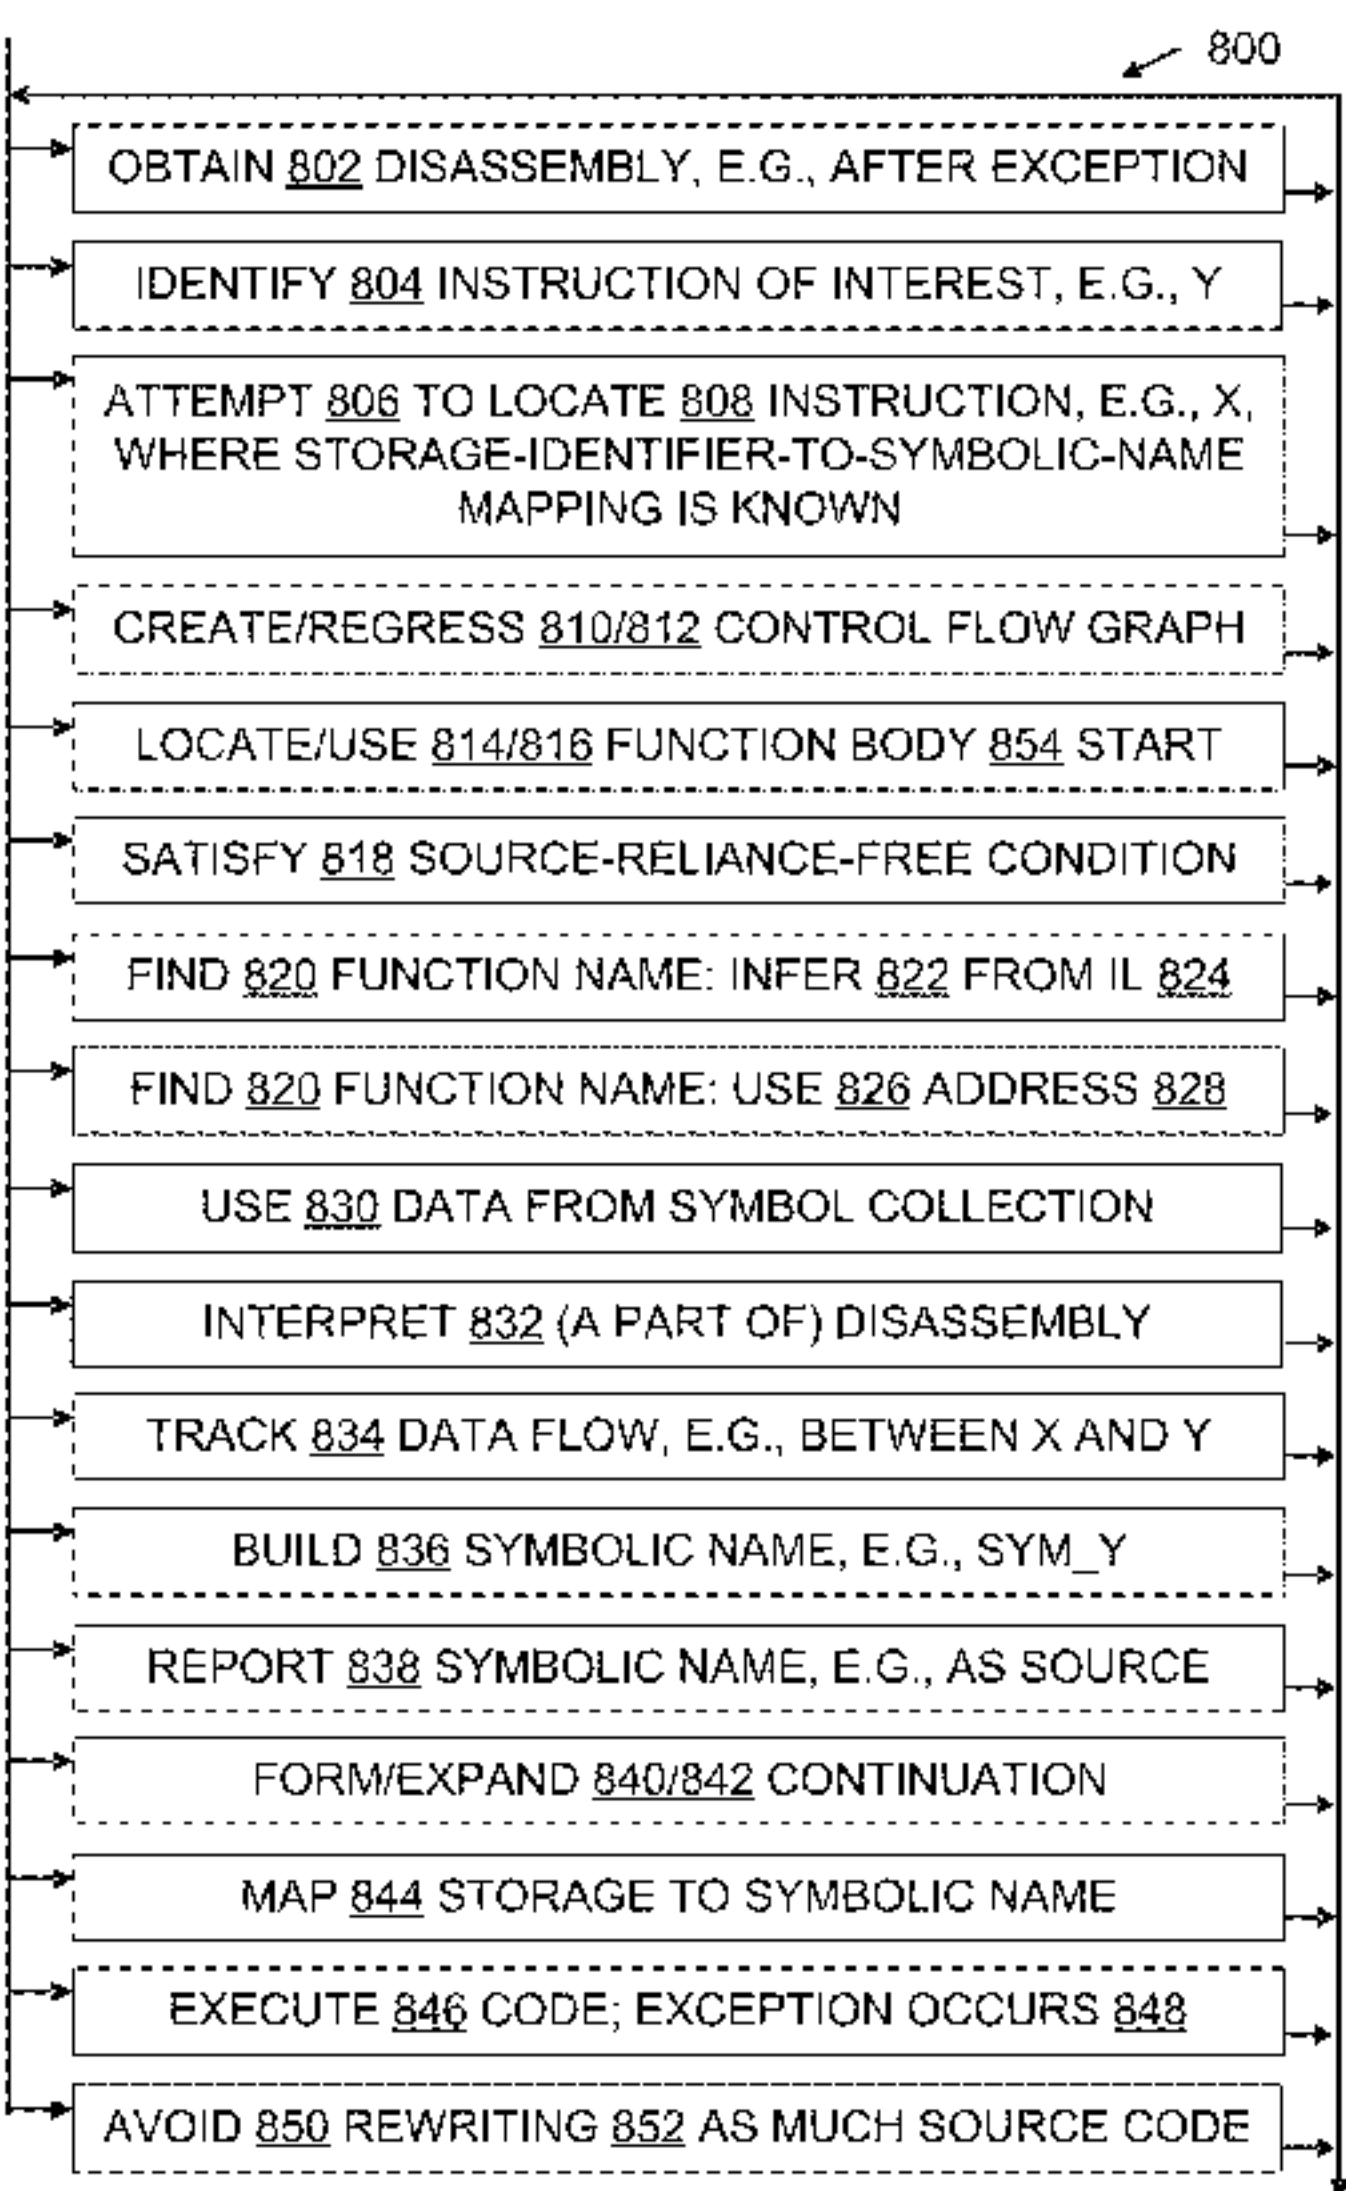 800
OBTAIN 802 DISASSEMBLY, E.G., AFTER EXCEPTION
IDENTIFY 804 INSTRUCTION OF INTEREST, E.G., Y
ATTEMPT 806 TO LOCATE 808 INSTRUCTION, E.G., X,
WHERE STORAGE-IDENTIFIER-TO-SYMBOLIC-NAME
MAPPING IS KNOWN
CREATE/REGRESS 810/812 CONTROL FLOW GRAPH
LOCATE/USE 814/816 FUNCTION BODY 854 START
SATISFY 818 SOURCE-RELIANCE-FREE CONDITION
FIND 820 FUNCTION NAME: INFER 822 FROM IL 824
FIND 820 FUNCTION NAME: USE 826 ADDRESS 828
USE 830 DATA FROM SYMBOL COLLECTION
INTERPRET 832 (A PART OF) DISASSEMBLY
TRACK 834 DATA FLOW, E.G., BETWEEN X AND Y
BUILD 836 SYMBOLIC NAME, E.G., SYM_Y
REPORT 838 SYMBOLIC NAME, E.G., AS SOURCE
FORM/EXPAND 840/842 CONTINUATION
MAP 844 STORAGE TO SYMBOLIC NAME
EXECUTE 846 CODE; EXCEPTION OCCURS 848
AVOID 850 REWRITING 852 AS MUCH SOURCE CODE